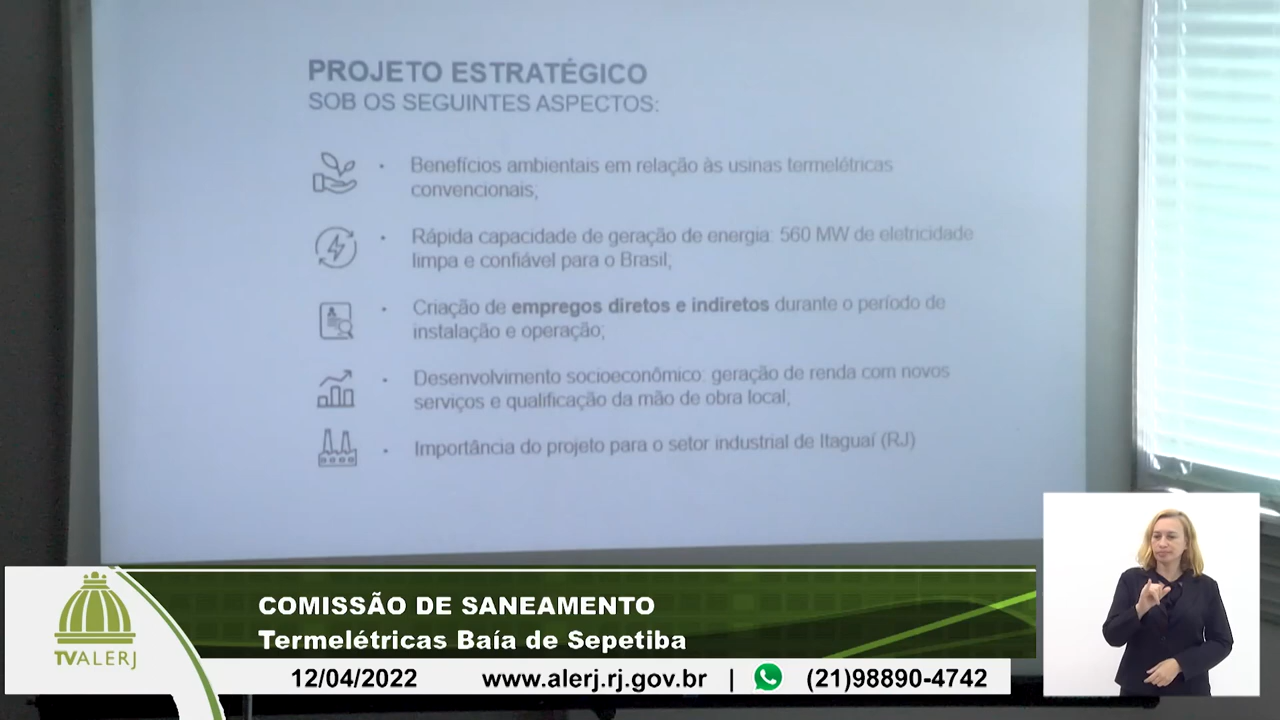 PROJETO ESTRATÉGICO
SOB OS SEGUINTES ASPECTOS:
• Benefícios ambientais em relação às usinas termelétricas
convencionais;
• Rápida capacidade de geração de energia: 560 MW de eletricidade
limpa e confiável para o Brasil;
• Criação de empregos diretos e indiretos durante o período de
instalação e operação;
• Desenvolvimento socioeconômico: geração de renda com novos
serviços e qualificação da mão de obra local;
• Importância do projeto para o setor industrial de Itaguaí (RJ)
COMISSÃO DE SANEAMENTO
Termelétricas Baía de Sepetiba
TVALERJ
12/04/2022 www.alerj.rj.gov.br | (21)98890-4742